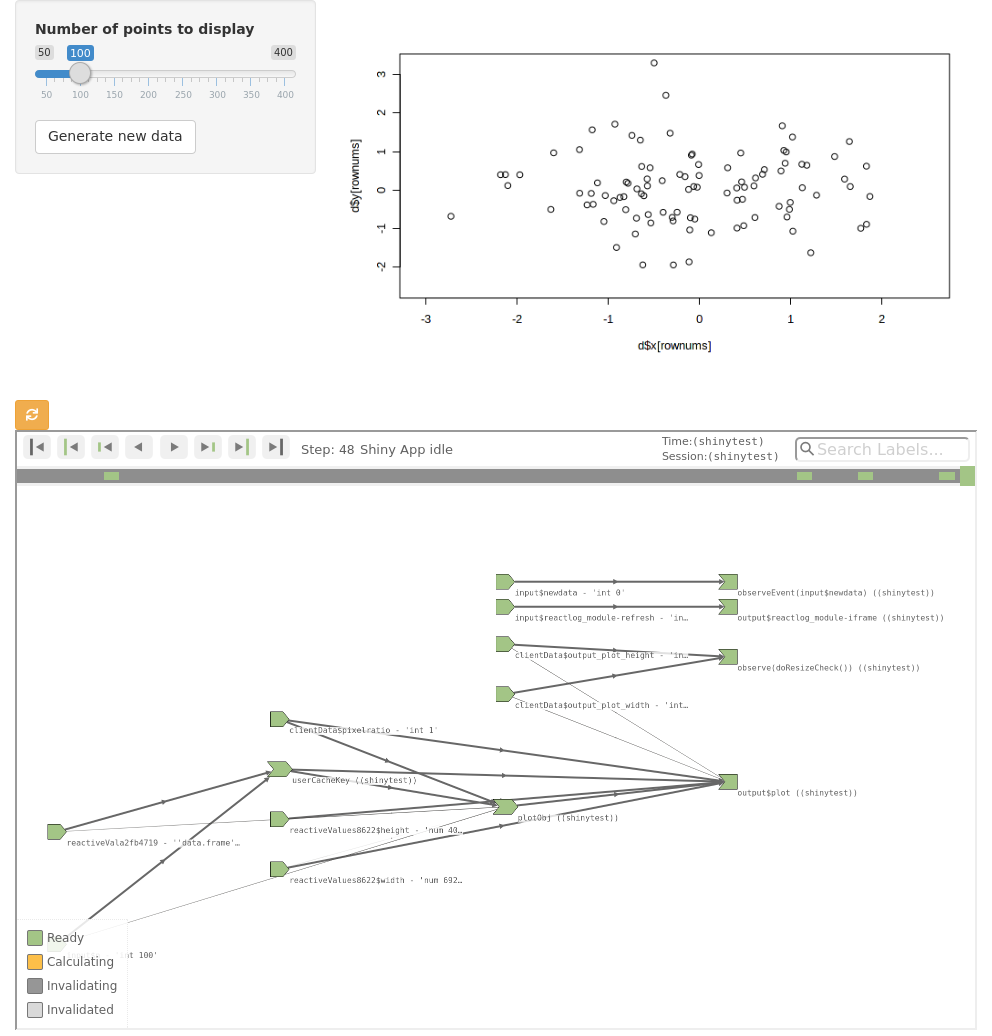 Number of points to display
50 100 400
50 100 150 200 250 300 350 400
Generate new data
3
2
1
0
-1
-2
d$y[rownums]
-3 -2 -1 0 1 2
d$x[rownums]
Step: 48 Shiny App idle
Time:(shinytest)
Session:(shinytest)
Search Labels...
input$newdata - 'int 0'
observeEvent(input$newdata) ((shinytest))
input$reactlog_module-refresh - 'in…
output$reactlog_module-iframe ((shinytest))
clientData$output_plot_height - 'in…
observe(doResizeCheck()) ((shinytest))
clientData$output_plot_width - 'int…
clientData$pixelratio - 'int 1'
userCacheKey ((shinytest))
output$plot ((shinytest))
plotObj ((shinytest))
reactiveValues8622$height - 'num 40…
reactiveVala2fb4719 - ''data.frame'…
reactiveValues8622$width - 'num 692…
100'
Ready
Calculating
Invalidating
Invalidated